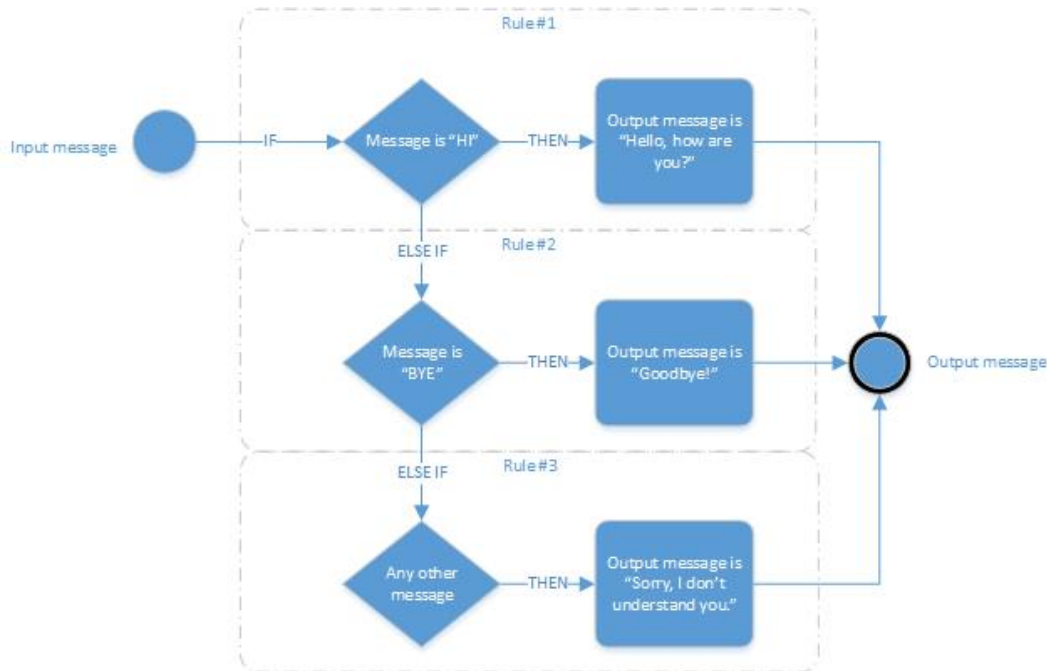 Rule #1
Input message
IF
Message is “HI”
THEN
Output message is
“Hello, how are
you?”
ELSE IF
Rule #2
Message is
“BYE”
THEN
Output message is
“Goodbye!”
Output message
ELSE IF
Rule #3
Any other
message
THEN
Output message is
“Sorry, I don’t
understand you.”